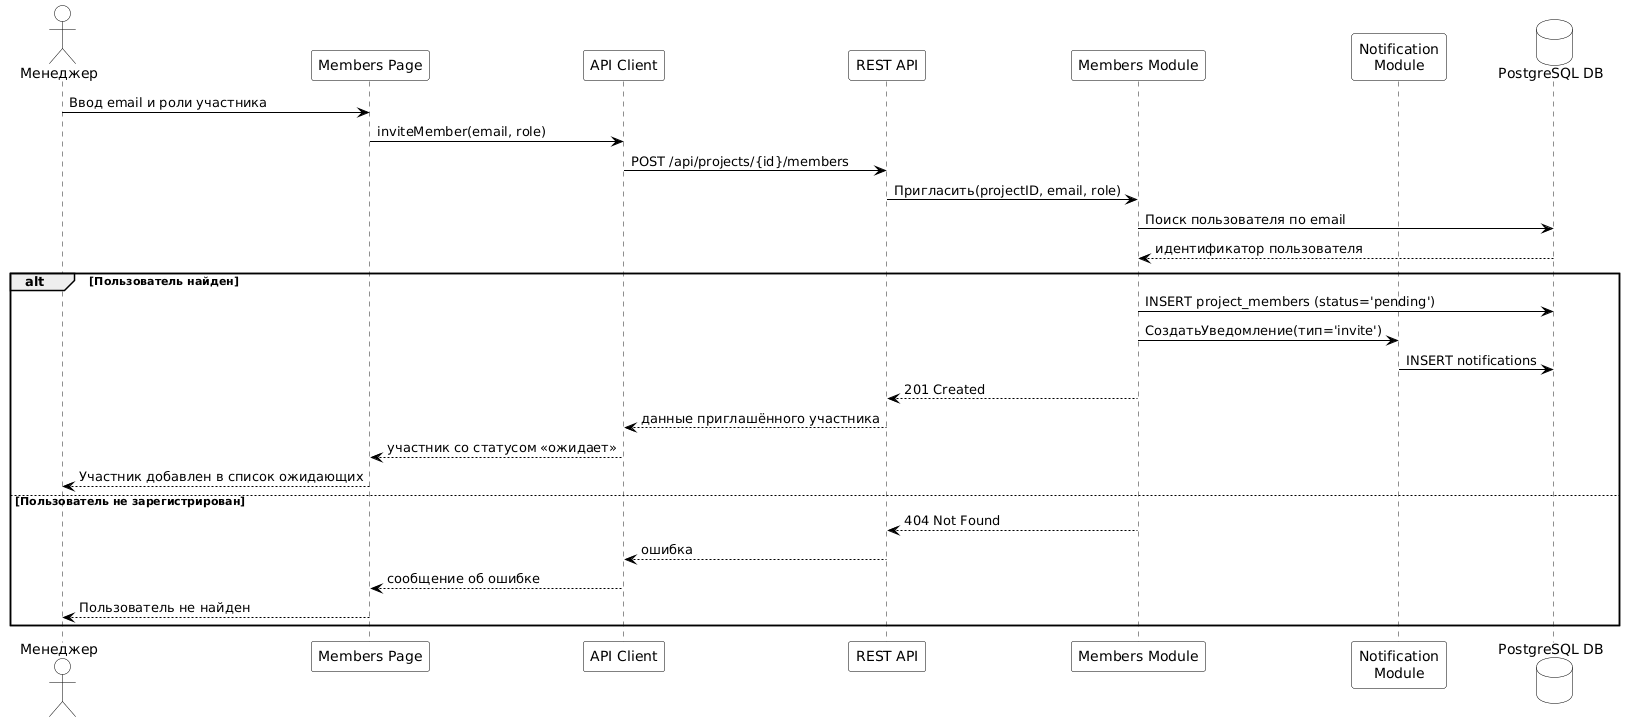 Менеджер
Members Page
API Client
REST API
Members Module
Notification
Module
PostgreSQL DB
Ввод email и роли участника
inviteMember(email, role)
POST /api/projects/{id}/members
Пригласить(projectID, email, role)
Поиск пользователя по email
идентификатор пользователя
alt [Пользователь найден]
INSERT project_members (status='pending')
СоздатьУведомление(тип='invite')
INSERT notifications
201 Created
данные приглашённого участника
участник со статусом «ожидает»
Участник добавлен в список ожидающих
[Пользователь не зарегистрирован]
404 Not Found
ошибка
сообщение об ошибке
Пользователь не найден
Менеджер
Members Page
API Client
REST API
Members Module
Notification
Module
PostgreSQL DB